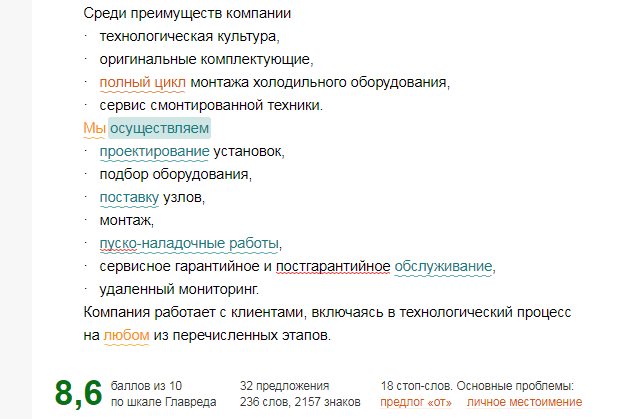 Среди преимуществ компании
· технологическая культура,
· оригинальные комплектующие,
· полный цикл монтажа холодильного оборудования,
· сервис смонтированной техники.
Мы осуществляем
· проектирование установок,
· подбор оборудования,
· поставку узлов,
· монтаж,
· пуско-наладочные работы,
· сервисное гарантийное и постгарантийное обслуживание,
· удаленный мониторинг.
Компания работает с клиентами, включаясь в технологический процесс
на любом из перечисленных этапов.
8,6 баллов из 10 32 предложения 18 стоп-слов. Основные проблемы:
по шкале Главреда 236 слов, 2157 знаков предлог «от» личное местоимение